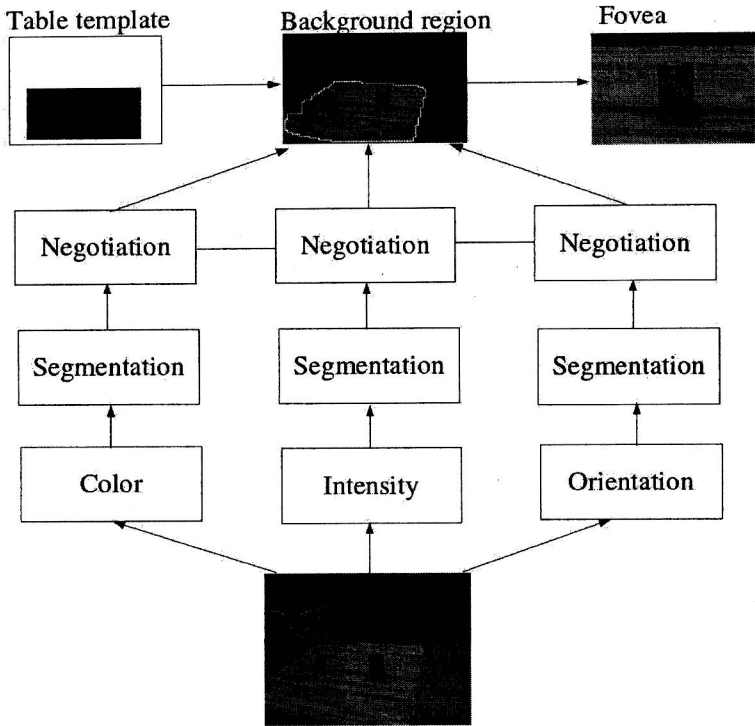 Table template
Background region
Fovea
Negotiation
Negotiation
Negotiation
Segmentation
Segmentation
Segmentation
Color
Intensity
Orientation